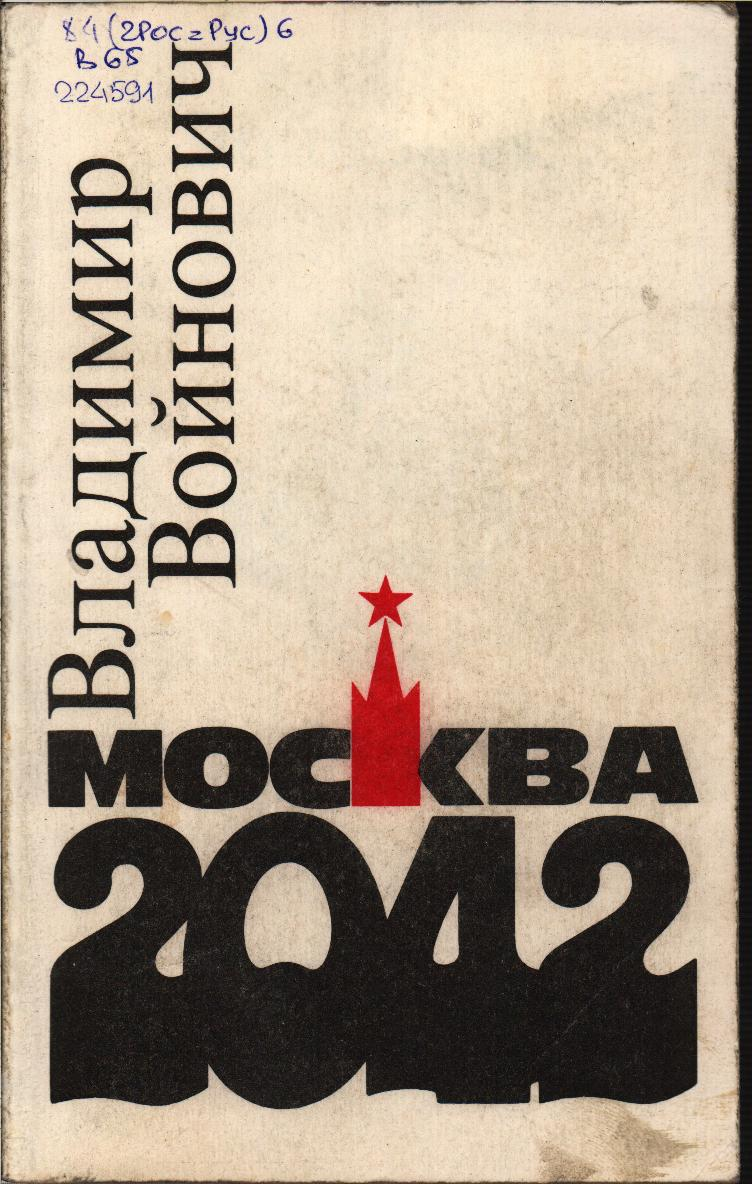 84(2РОС=Рус)6
В65
224591
Владимир
Войнович
МОСКВА
2042